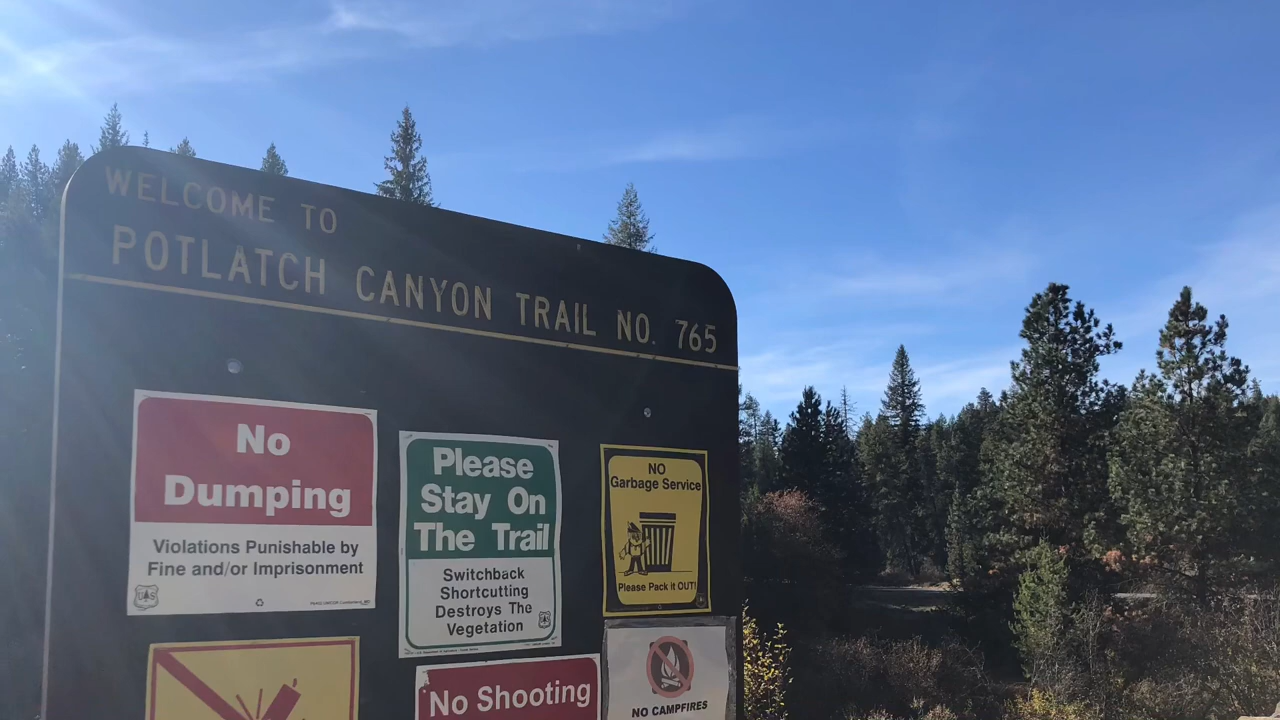 WELCOME TO
POTLATCH CANYON TRAIL NO. 765
No
Dumping
Violations Punishable by
Fine and/or Imprisonment
Please
Stay On
The Trail
Switchback
Shortcutting
Destroys The
Vegetation
NO
Garbage Service
Please Pack it OUT!
No Shooting
NO CAMPFIRES